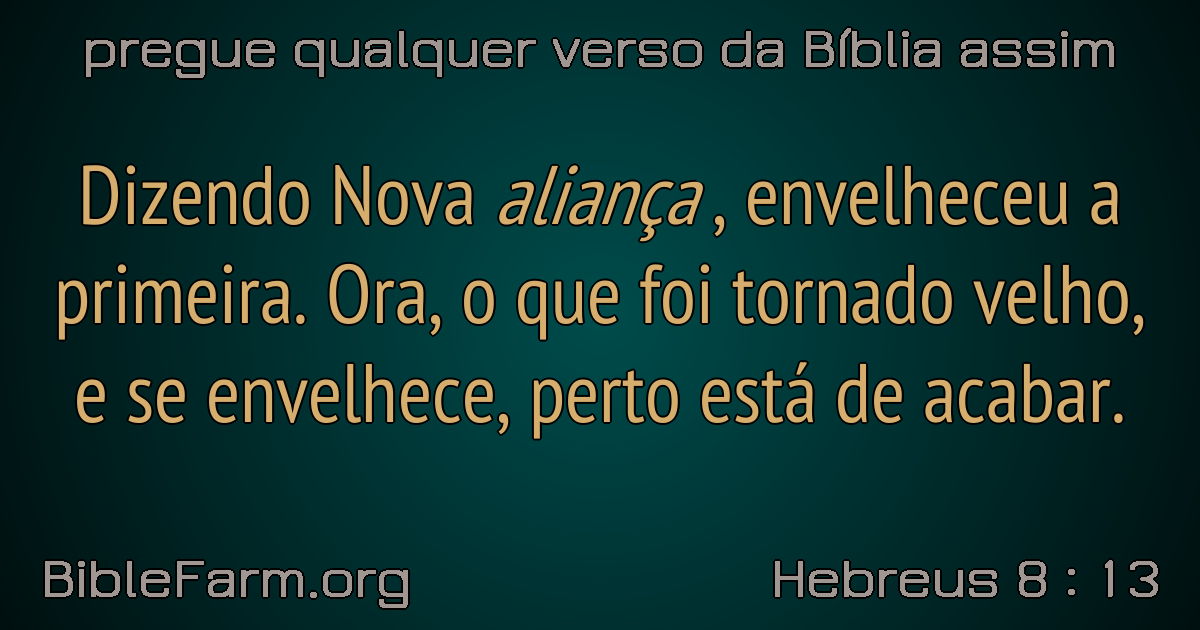 pregue qualquer verso da Bíblia assim
Dizendo Nova aliança , envelheceu a
primeira. Ora, o que foi tornado velho,
e se envelhece, perto está de acabar.
BibleFarm.org
Hebreus 8 : 13